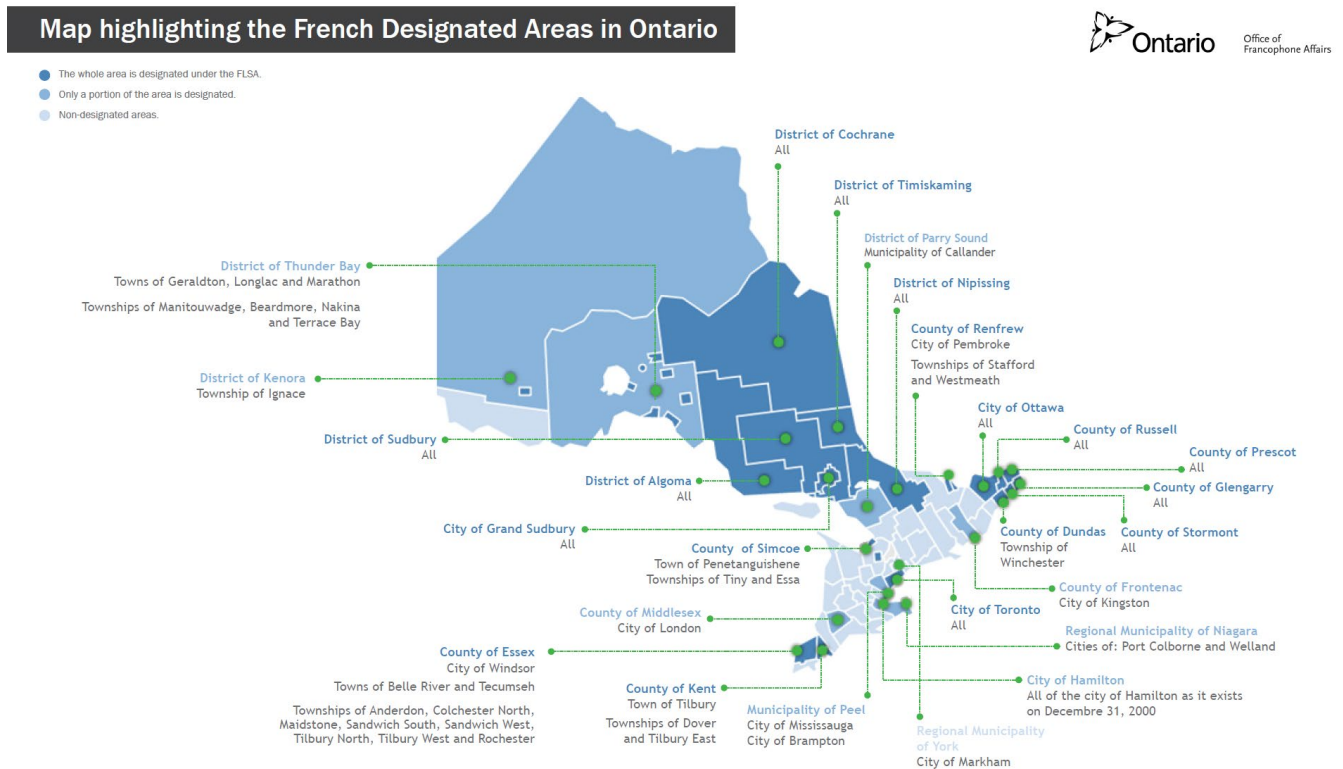 Map highlighting the French Designated Areas in Ontario
Ontario
Office of
Francophone Affairs
The whole area is designated under the FLSA.
Only a portion of the area is designated.
Non-designated areas.
District of Cochrane
All
District of Timiskaming
All
District of Parry Sound
Municipality of Callander
District of Nipissing
All
County of Renfrew
City of Pembroke
Townships of Stafford
and Westmeath
City of Ottawa
All
County of Russell
All
County of Prescot
All
County of Glengarry
All
County of Stormont
All
County of Dundas
Township of
Winchester
County of Frontenac
City of Kingston
City of Toronto
All
Regional Municipality of Niagara
Cities of: Port Colborne and Welland
City of Hamilton
All of the city of Hamilton as it exists
on Decembre 31, 2000
Regional Municipality
of York
City of Markham
Municipality of Peel
City of Mississauga
City of Brampton
County of Kent
Town of Tilbury
Townships of Dover
and Tilbury East
County of Essex
City of Windsor
Towns of Belle River and Tecumseh
Townships of Anderdon, Colchester North,
Maidstone, Sandwich South, Sandwich West,
Tilbury North, Tilbury West and Rochester
County of Middlesex
City of London
County of Simcoe
Town of Penetanguishene
Townships of Tiny and Essa
City of Grand Sudbury
All
District of Algoma
All
District of Sudbury
All
District of Kenora
Township of Ignace
District of Thunder Bay
Towns of Geraldton, Longlac and Marathon
Townships of Manitouwadge, Beardmore, Nakina
and Terrace Bay